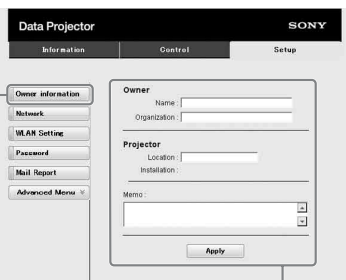 Data Projector SONY
Information Control Setup
Owner information
Network
WLAN Setting
Password
Mail Report
Advanced Menu
Owner
Name :
Organization :
Projector
Location :
Installation :
Memo :
Apply